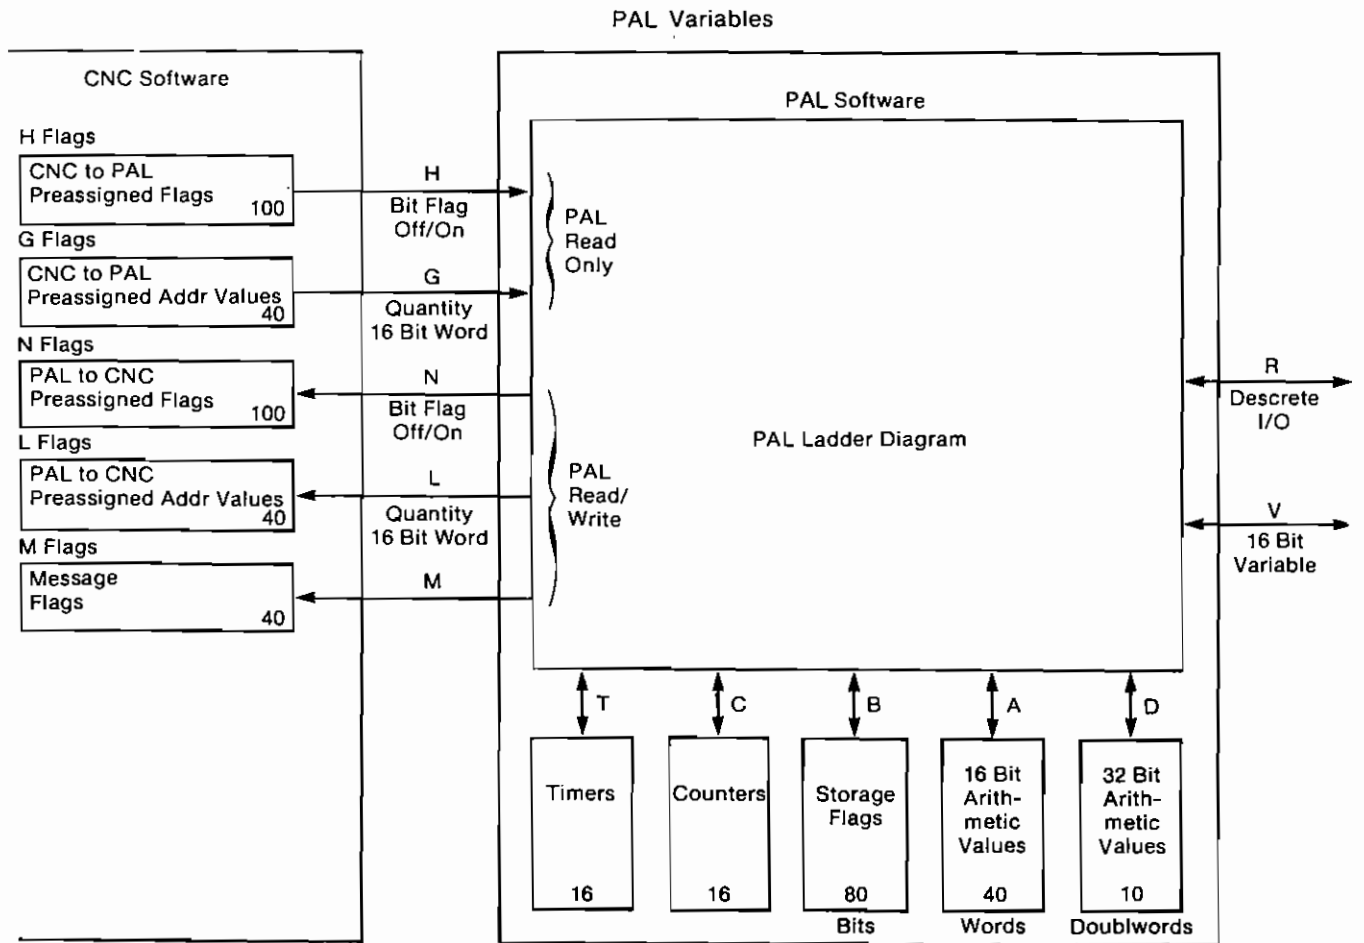 PAL Variables
CNC Software
H Flags
CNC to PAL
Preassigned Flags
100
G Flags
CNC to PAL
Preassigned Addr Values
40
N Flags
PAL to CNC
Preassigned Flags
100
L Flags
PAL to CNC
Preassigned Addr Values
40
M Flags
Message
Flags
40
H
Bit Flag
Off/On
G
Quantity
16 Bit Word
N
Bit Flag
Off/On
L
Quantity
16 Bit Word
M
PAL Software
PAL
Read
Only
PAL
Read/
Write
PAL Ladder Diagram
R
Descrete
I/O
V
16 Bit
Variable
T
C
B
A
D
Timers
16
Counters
16
Storage
Flags
80
Bits
16 Bit
Arith-
metic
Values
40
Words
32 Bit
Arith-
metic
Values
10
Doublwords